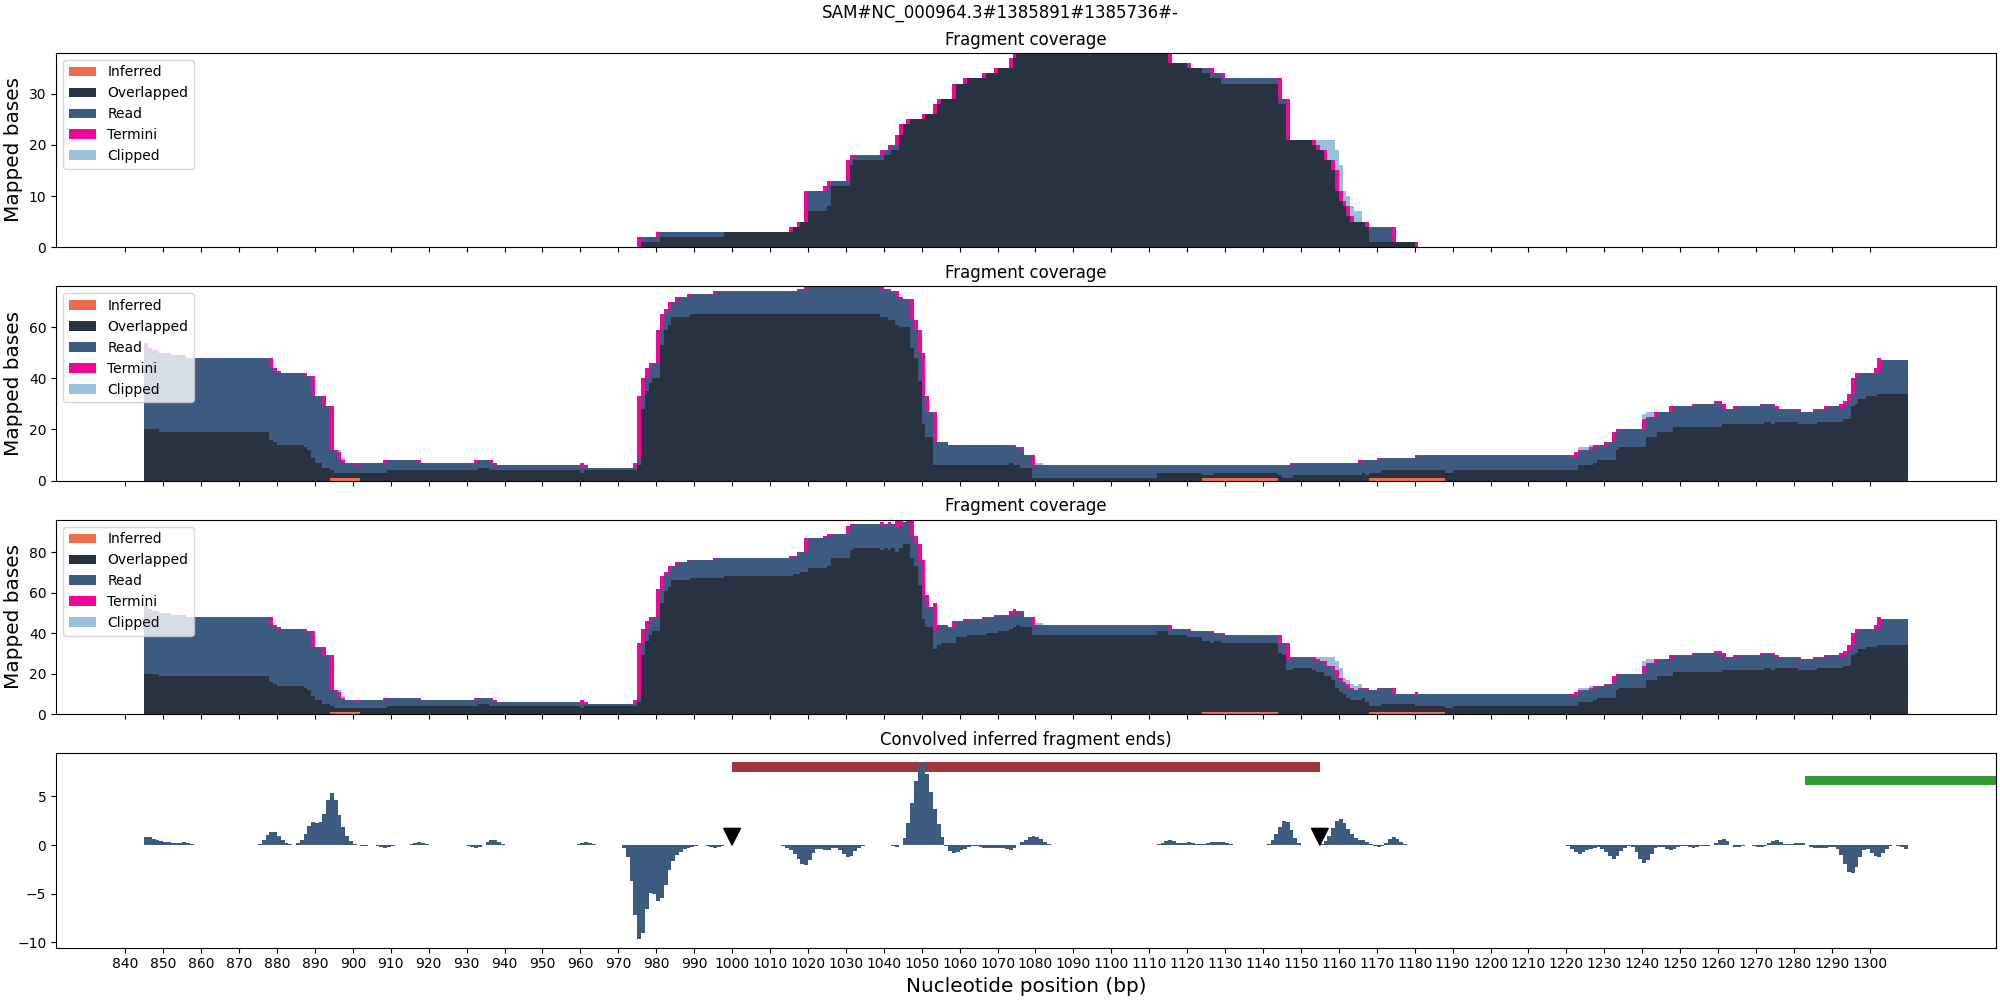 SAM#NC_000964.3#1385891#1385736#-
Fragment coverage
Mapped bases
30
20
10
0
Inferred
Overlapped
Read
Termini
Clipped
Fragment coverage
Mapped bases
60
40
20
0
Inferred
Overlapped
Read
Termini
Clipped
Fragment coverage
Mapped bases
80
60
40
20
0
Inferred
Overlapped
Read
Termini
Clipped
Convolved inferred fragment ends)
5
0
−5
−10
840 850 860 870 880 890 900 910 920 930 940 950 960 970 980 990 1000 1010 1020 1030 1040 1050 1060 1070 1080 1090 1100 1110 1120 1130 1140 1150 1160 1170 1180 1190 1200 1210 1220 1230 1240 1250 1260 1270 1280 1290 1300
Nucleotide position (bp)